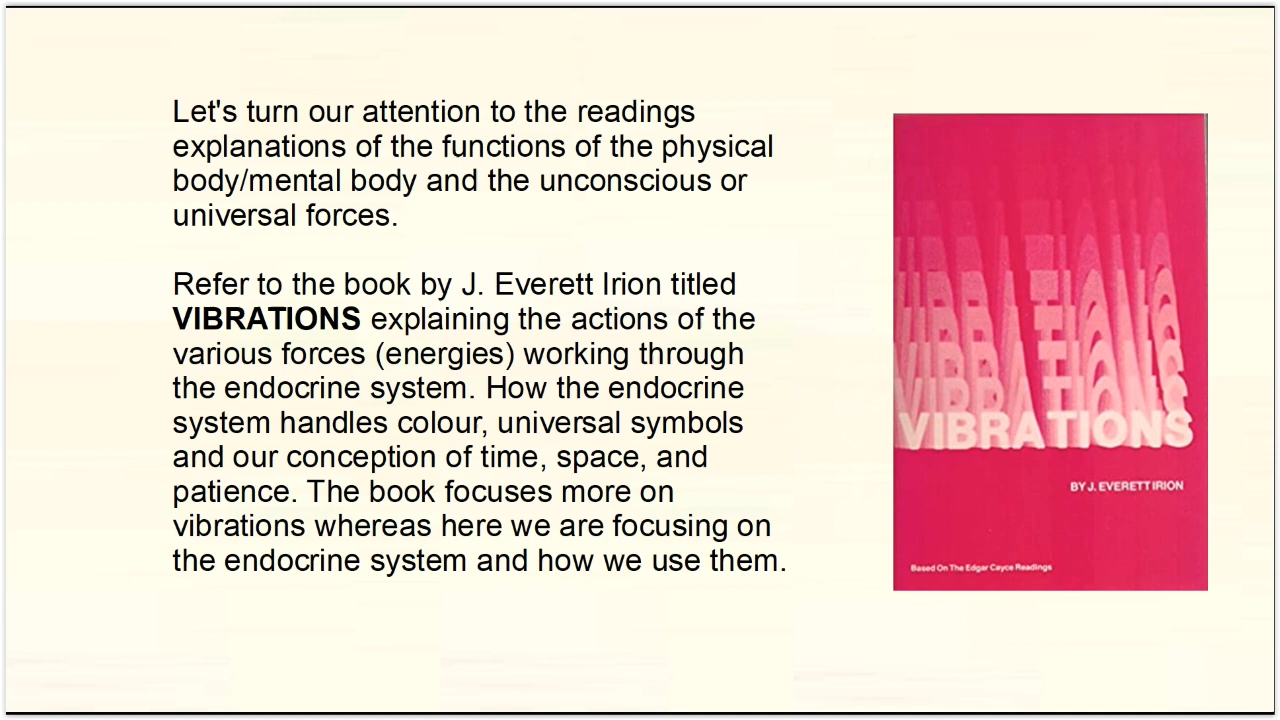 Let's turn our attention to the readings
explanations of the functions of the physical
body/mental body and the unconscious or
universal forces.
Refer to the book by J. Everett Irion titled
VIBRATIONS explaining the actions of the
various forces (energies) working through
the endocrine system. How the endocrine
system handles colour, universal symbols
and our conception of time, space, and
patience. The book focuses more on
vibrations whereas here we are focusing on
the endocrine system and how we use them.
VIBRATIONS
VIBRATIONS
VIBRATIONS
VIBRATIONS
BY J. EVERETT IRION
Based On The Edgar Cayce Readings